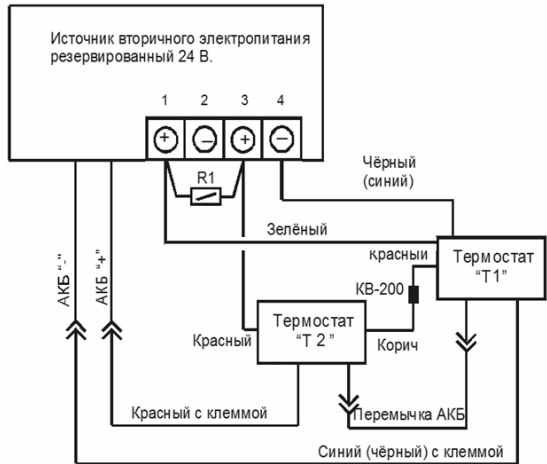 Источник вторичного электропитания
резервированный 24 В.
1 2 3 4
+ − + −
R1
Чёрный
(синий)
Зелёный
Красный
Термостат
“Т1”
КВ-200
АКБ “-”
АКБ “+”
Термостат
“Т 2”
Красный
Корич
Красный с клеммой
Перемычка АКБ
Синий (чёрный) с клеммой